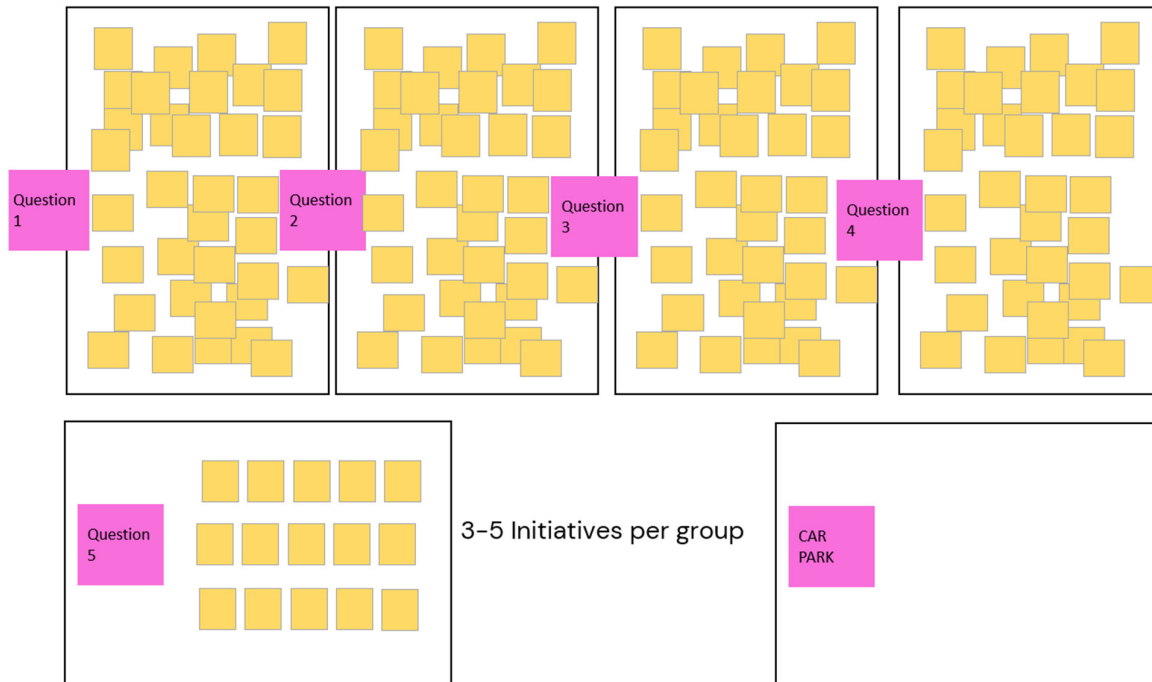 Question
1
Question
2
Question
3
Question
4
Question
5
3-5 Initiatives per group
CAR
PARK